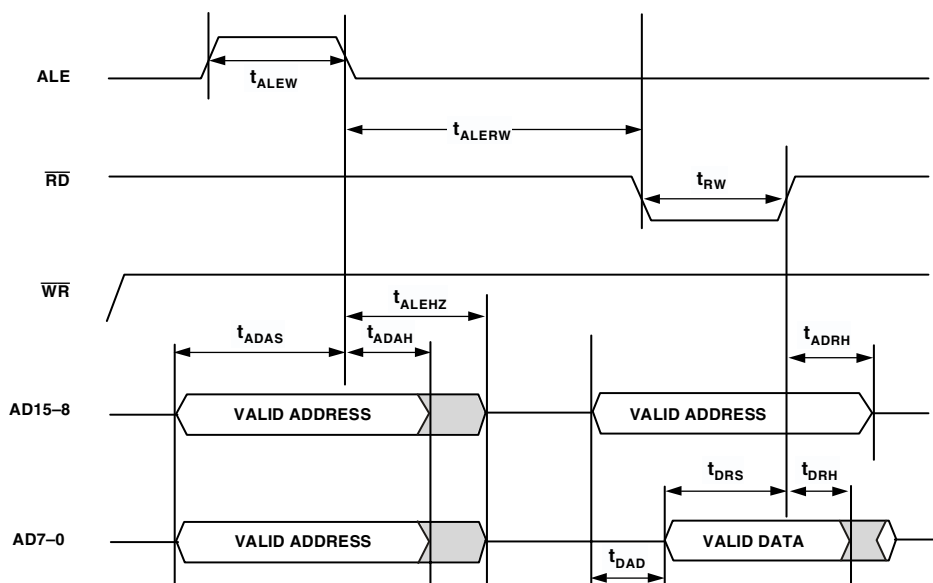 ALE
tALEW
tALERW
RD
tRW
WR
tALEHZ
tADAS
tADAH
tADRH
AD15–8
VALID ADDRESS
VALID ADDRESS
tDRS
tDRH
AD7–0
VALID ADDRESS
VALID DATA
tDAD